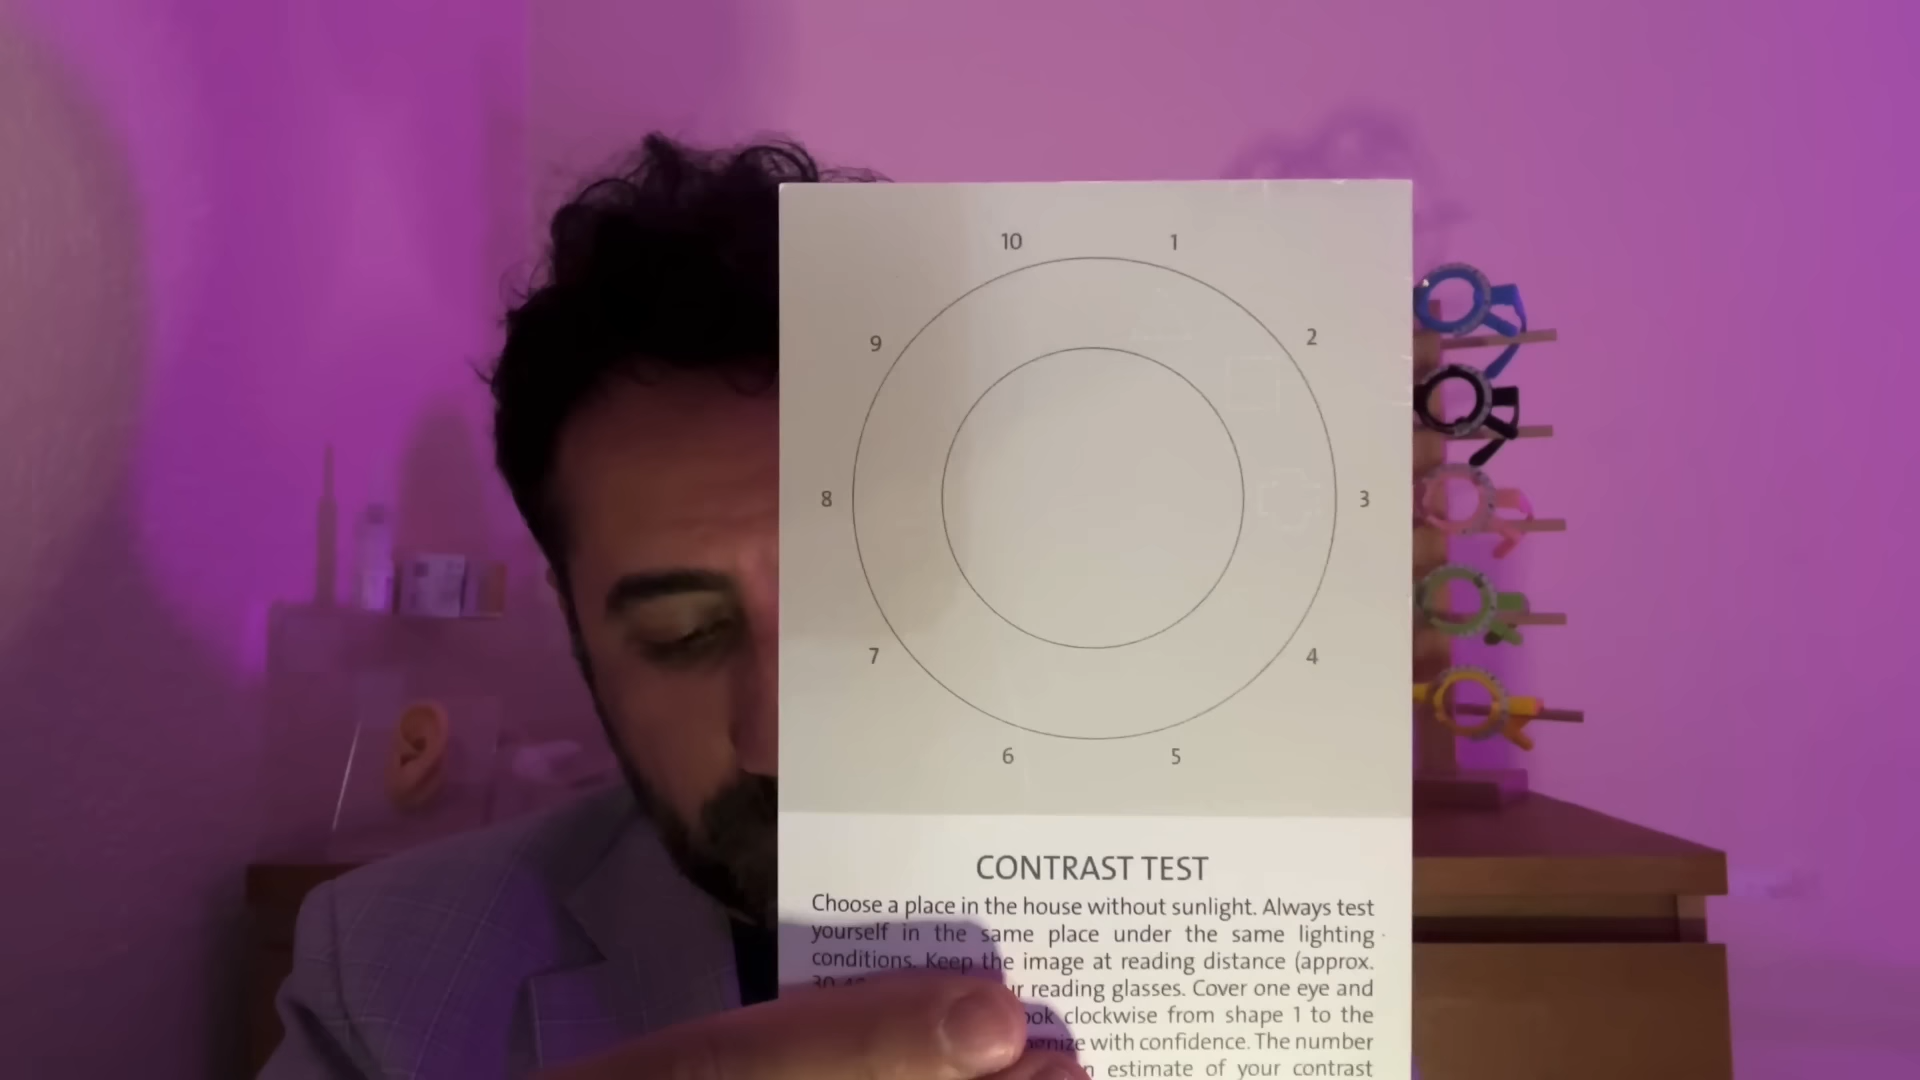 10 1
9 2
8 3
7 4
6 5
CONTRAST TEST
Choose a place in the house without sunlight. Always test
yourself in the same place under the same lighting
conditions. Keep the image at reading distance (approx.
reading glasses. Cover one eye and
clockwise from shape 1 to the
with confidence. The number
estimate of your contrast